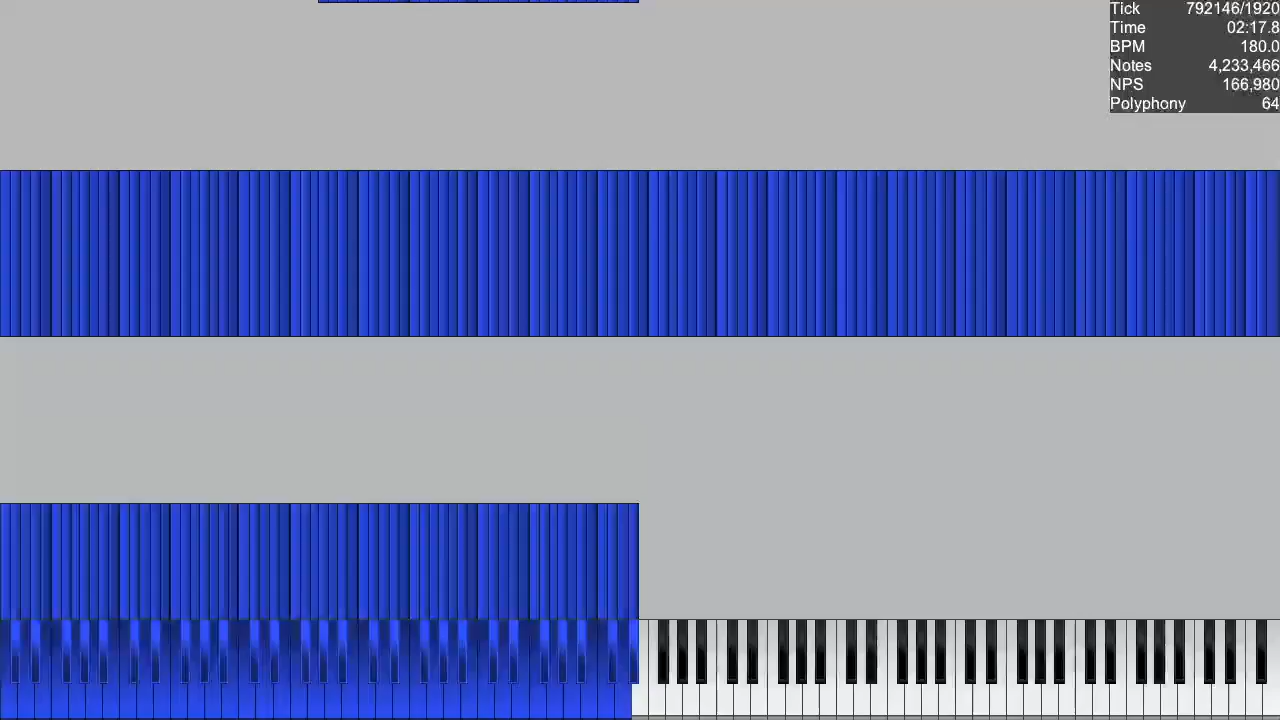 Tick 792146/1920
Time 02:17.8
BPM 180.0
Notes 4,233,466
NPS 166,980
Polyphony 64